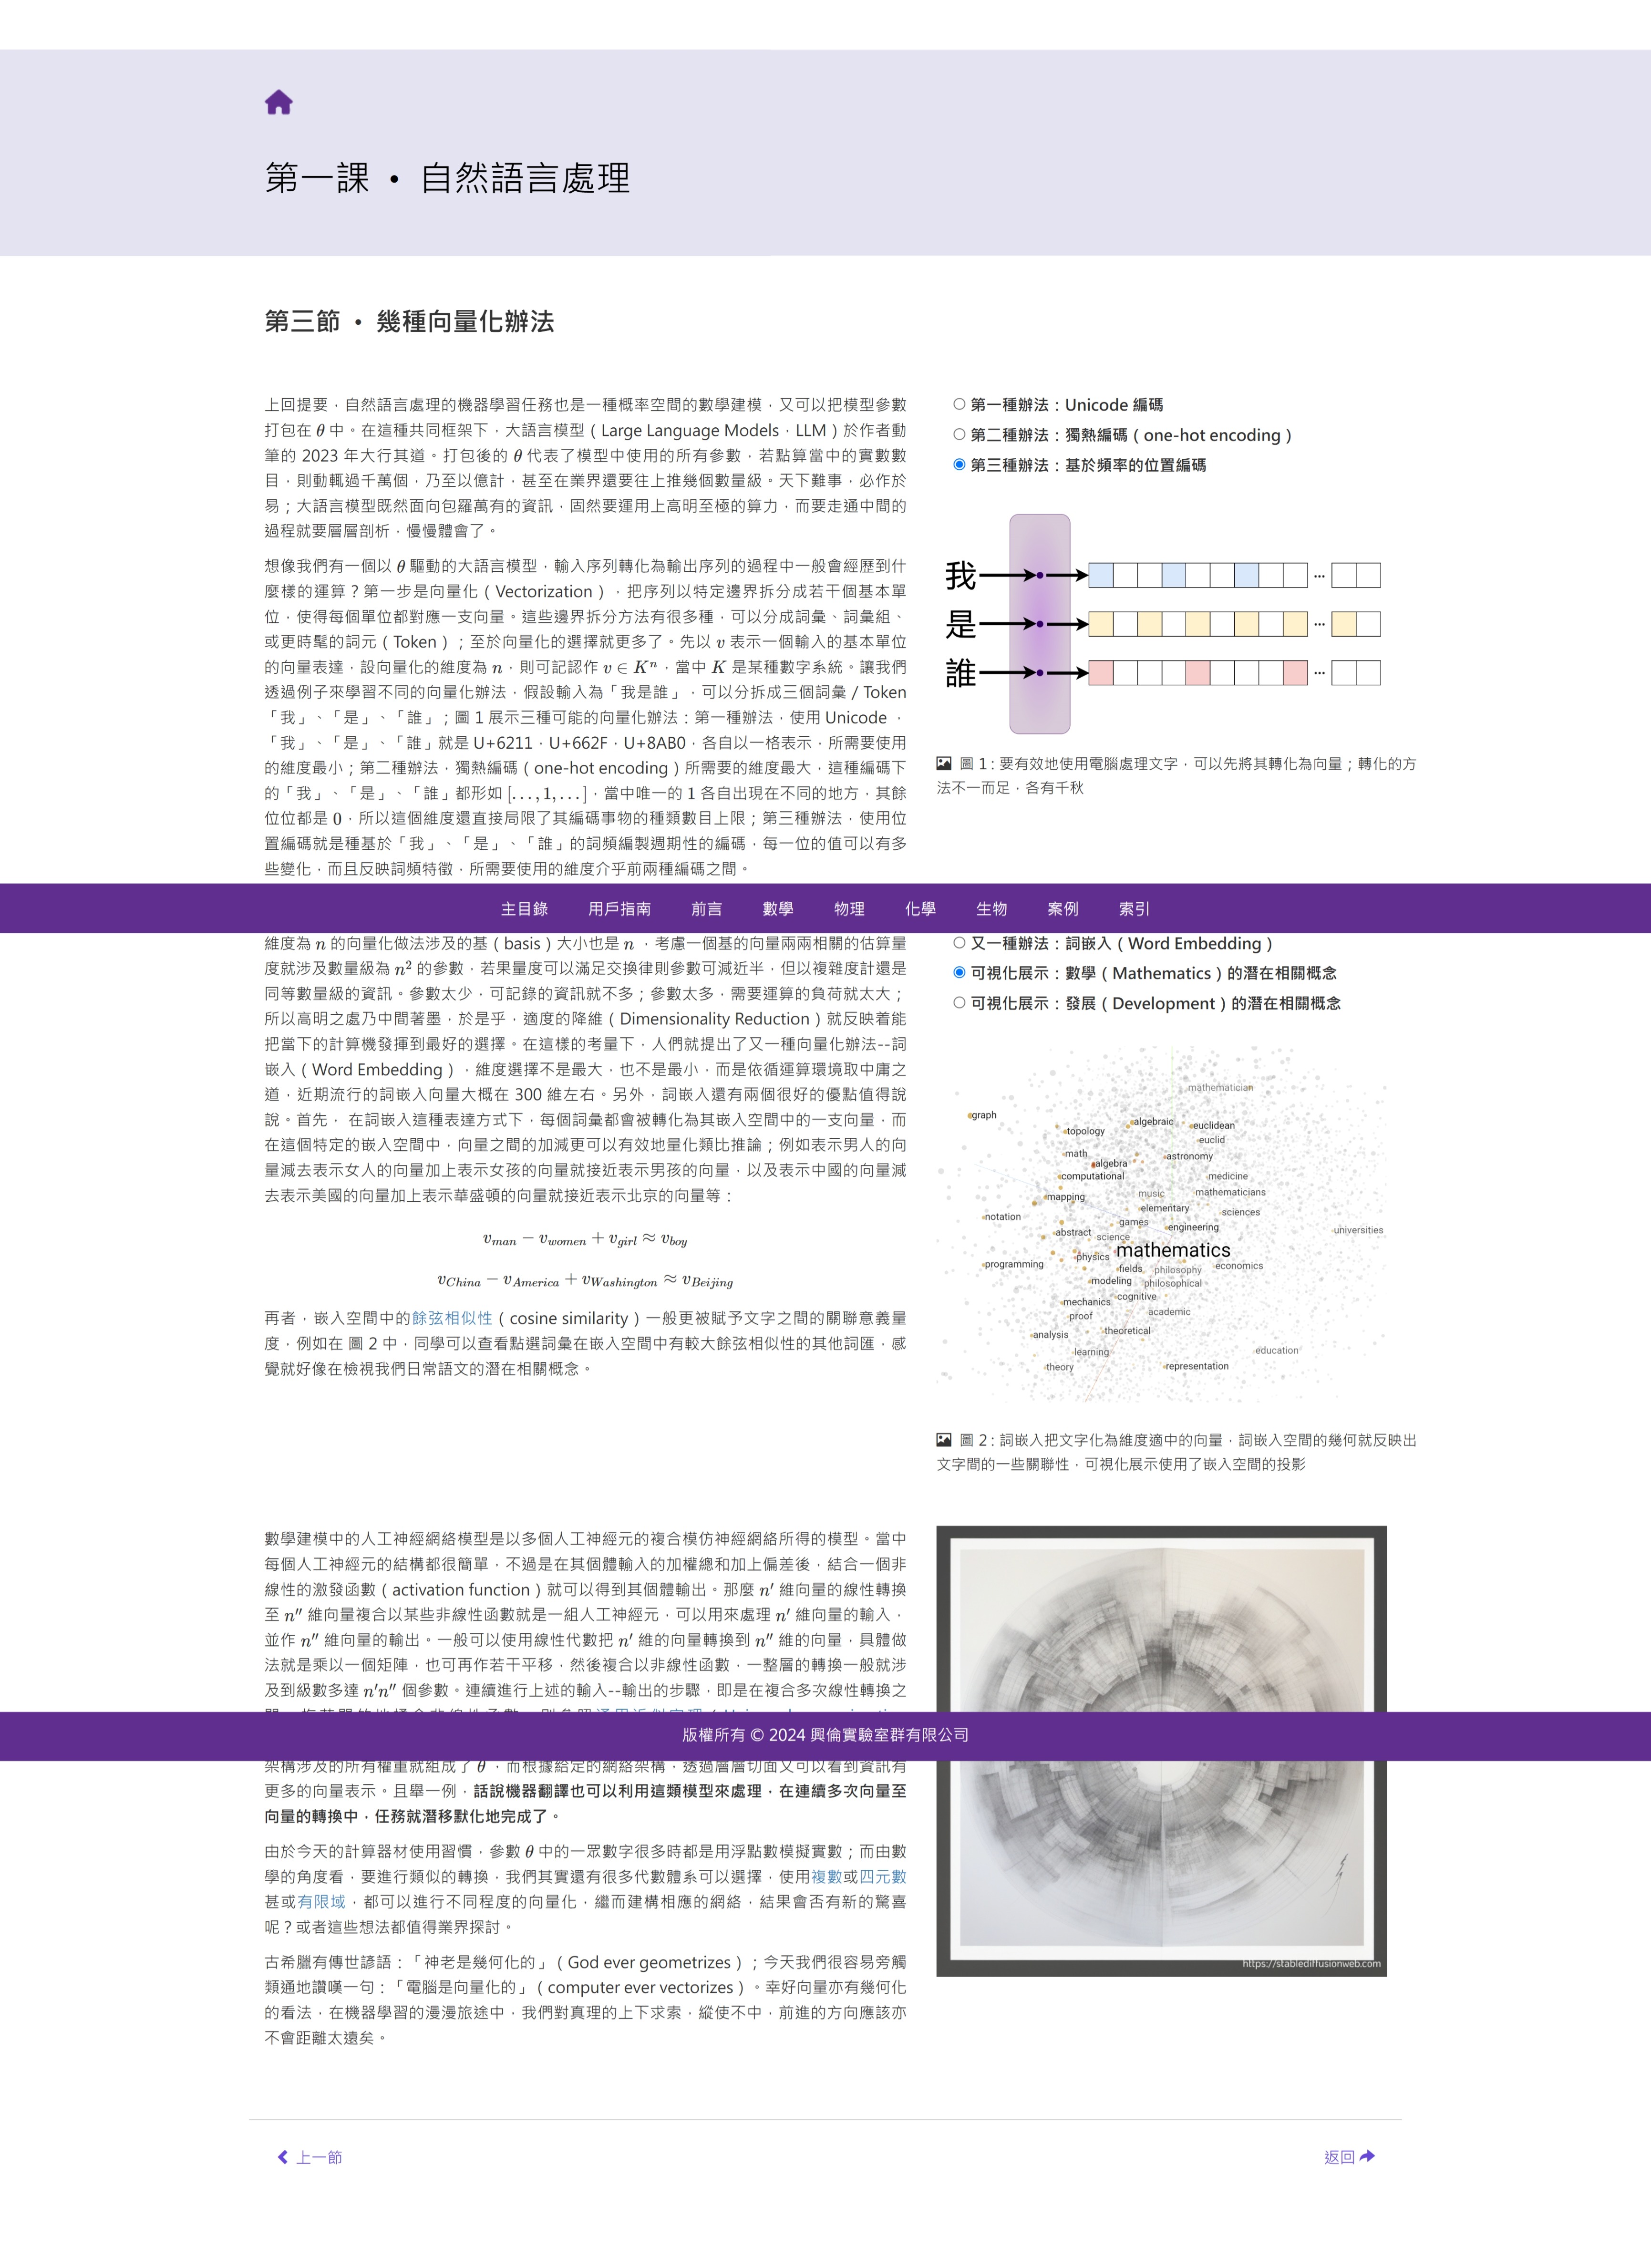 第一課 • 自然語言處理
第三節 • 幾種向量化辦法
上回提要，自然語言處理的機器學習任務也是一種概率空間的數學建模，又可以把模型參數
打包在 θ 中。在這種共同框架下，大語言模型（Large Language Models，LLM）於作者動
筆的 2023 年大行其道。打包後的 θ 代表了模型中使用的所有參數，若點算當中的實數數
目，則動輒過千萬個，乃至以億計，甚至在業界還要往上推幾個數量級。天下難事，必作於
易；大語言模型既然面向包羅萬有的資訊，固然要運用上高明至極的算力，而要走通中間的
過程就要層層剖析，慢慢體會了。
想像我們有一個以 θ 驅動的大語言模型，輸入序列轉化為輸出序列的過程中一般會經歷到什
麼樣的運算？第一步是向量化（Vectorization），把序列以特定邊界拆分成若干個基本單
位，使得每個單位都對應一支向量。這些邊界拆分方法有很多種，可以分成詞彙、詞彙組、
或更時髦的詞元（Token）；至於向量化的選擇就更多了。先以 v 表示一個輸入的基本單位
的向量表達，設向量化的維度為 n，則可記認作 v ∈ Kⁿ，當中 K 是某種數字系統。讓我們
透過例子來學習不同的向量化辦法，假設輸入為「我是誰」，可以分拆成三個詞彙 / Token
「我」、「是」、「誰」；圖 1 展示三種可能的向量化辦法：第一種辦法，使用 Unicode ，
「我」、「是」、「誰」就是 U+6211，U+662F，U+8AB0，各自以一格表示，所需要使用
的維度最小；第二種辦法，獨熱編碼（one-hot encoding）所需要的維度最大，這種編碼下
的「我」、「是」、「誰」都形如 [. . . , 1, . . .]，當中唯一的 1 各自出現在不同的地方，其餘
位位都是 0，所以這個維度還直接局限了其編碼事物的種類數目上限；第三種辦法，使用位
置編碼就是種基於「我」、「是」、「誰」的詞頻編製週期性的編碼，每一位的值可以有多
些變化，而且反映詞頻特徵，所需要使用的維度介乎前兩種編碼之間。
第一種辦法：Unicode 編碼
第二種辦法：獨熱編碼（one-hot encoding）
第三種辦法：基於頻率的位置編碼
我 ...
是 ...
誰 ...
圖 1: 要有效地使用電腦處理文字，可以先將其轉化為向量；轉化的方
法不一而足，各有千秋
主目錄 用戶指南 前言 數學 物理 化學 生物 案例 索引
維度為 n 的向量化做法涉及的基（basis）大小也是 n ，考慮一個基的向量兩兩相關的估算量
度就涉及數量級為 n² 的參數，若果量度可以滿足交換律則參數可減近半，但以複雜度計還是
同等數量級的資訊。參數太少，可記錄的資訊就不多；參數太多，需要運算的負荷就太大；
所以高明之處乃中間著墨，於是乎，適度的降維（Dimensionality Reduction）就反映着能
把當下的計算機發揮到最好的選擇。在這樣的考量下，人們就提出了又一種向量化辦法--詞
嵌入（Word Embedding），維度選擇不是最大，也不是最小，而是依循運算環境取中庸之
道，近期流行的詞嵌入向量大概在 300 維左右。另外，詞嵌入還有兩個很好的優點值得說
說。首先， 在詞嵌入這種表達方式下，每個詞彙都會被轉化為其嵌入空間中的一支向量，而
在這個特定的嵌入空間中，向量之間的加減更可以有效地量化類比推論；例如表示男人的向
量減去表示女人的向量加上表示女孩的向量就接近表示男孩的向量，以及表示中國的向量減
去表示美國的向量加上表示華盛頓的向量就接近表示北京的向量等：
v_man − v_women + v_girl ≈ v_boy
v_China − v_America + v_Washington ≈ v_Beijing
再者，嵌入空間中的餘弦相似性（cosine similarity）一般更被賦予文字之間的關聯意義量
度，例如在 圖 2 中，同學可以查看點選詞彙在嵌入空間中有較大餘弦相似性的其他詞匯，感
覺就好像在檢視我們日常語文的潛在相關概念。
又一種辦法：詞嵌入（Word Embedding）
可視化展示：數學（Mathematics）的潛在相關概念
可視化展示：發展（Development）的潛在相關概念
mathematician
graph
algebraic
euclidean
topology
euclid
math
astronomy
algebra
computational
medicine
music
mathematicians
mapping
elementary
sciences
notation
games
engineering
universities
abstract
science
mathematics
physics
programming
fields
philosophy
economics
modeling
philosophical
cognitive
mechanics
academic
proof
theoretical
analysis
learning
education
theory
representation
圖 2: 詞嵌入把文字化為維度適中的向量，詞嵌入空間的幾何就反映出
文字間的一些關聯性，可視化展示使用了嵌入空間的投影
數學建模中的人工神經網絡模型是以多個人工神經元的複合模仿神經網絡所得的模型。當中
每個人工神經元的結構都很簡單，不過是在其個體輸入的加權總和加上偏差後，結合一個非
線性的激發函數（activation function）就可以得到其個體輸出。那麼 n′ 維向量的線性轉換
至 n″ 維向量複合以某些非線性函數就是一組人工神經元，可以用來處理 n′ 維向量的輸入，
並作 n″ 維向量的輸出。一般可以使用線性代數把 n′ 維的向量轉換到 n″ 維的向量，具體做
法就是乘以一個矩陣，也可再作若干平移，然後複合以非線性函數，一整層的轉換一般就涉
及到級數多達 n′n″ 個參數。連續進行上述的輸入--輸出的步驟，即是在複合多次線性轉換之
版權所有 © 2024 興倫實驗室群有限公司
架構涉及的所有權重就組成了 θ ，而根據給定的網絡架構，透過層層切面又可以看到資訊有
更多的向量表示。且舉一例，話說機器翻譯也可以利用這類模型來處理，在連續多次向量至
向量的轉換中，任務就潛移默化地完成了。
由於今天的計算器材使用習慣，參數 θ 中的一眾數字很多時都是用浮點數模擬實數；而由數
學的角度看，要進行類似的轉換，我們其實還有很多代數體系可以選擇，使用複數或四元數
甚或有限域，都可以進行不同程度的向量化，繼而建構相應的網絡，結果會否有新的驚喜
呢？或者這些想法都值得業界探討。
古希臘有傳世諺語：「神老是幾何化的」（God ever geometrizes）；今天我們很容易旁觸
類通地讚嘆一句：「電腦是向量化的」（computer ever vectorizes）。幸好向量亦有幾何化
的看法，在機器學習的漫漫旅途中，我們對真理的上下求索，縱使不中，前進的方向應該亦
不會距離太遠矣。
https://stablediffusionweb.com
上一節
返回